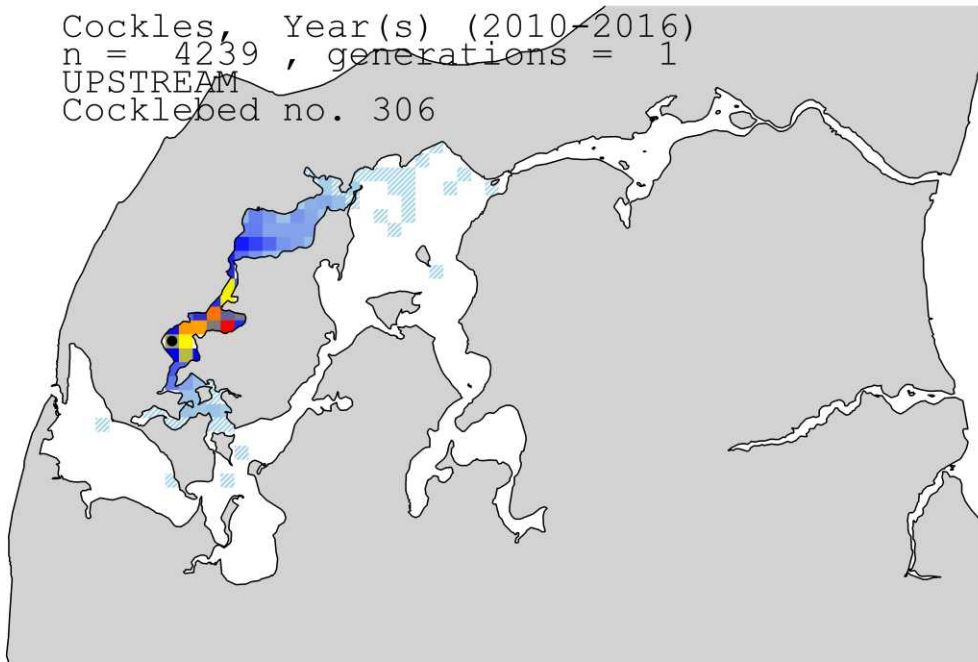 Cockles, Year(s) (2010-2016)
n = 4239 , generations = 1
UPSTREAM
Cocklebed no. 306